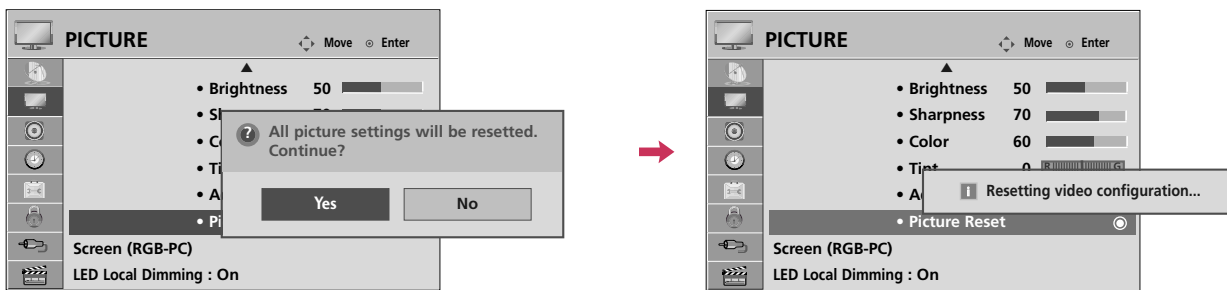 PICTURE Move Enter
• Brightness 50
• Sh
• Co
• Ti
• A
• Pi
All picture settings will be resetted.
Continue?
Yes No
Screen (RGB-PC)
LED Local Dimming : On
PICTURE Move Enter
• Brightness 50
• Sharpness 70
• Color 60
• Tint 0 R G
• A
i Resetting video configuration...
• Picture Reset
Screen (RGB-PC)
LED Local Dimming : On